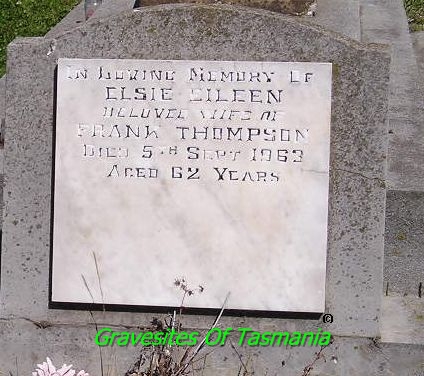 In Loving Memory Of
Elsie Eileen
Beloved Wife of
Frank Thompson
Died 5th Sept 1963
Aged 62 Years
®
Gravesites Of Tasmania